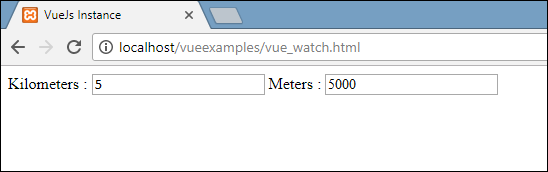 VueJs Instance
localhost/vueexamples/vue_watch.html
Kilometers : 5 Meters : 5000